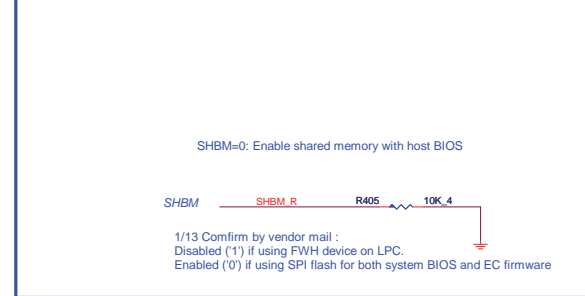 SHBM=0: Enable shared memory with host BIOS
SHBM SHBM_R R405 10K_4
1/13 Comfirm by vendor mail :
Disabled ('1') if using FWH device on LPC.
Enabled ('0') if using SPI flash for both system BIOS and EC firmware